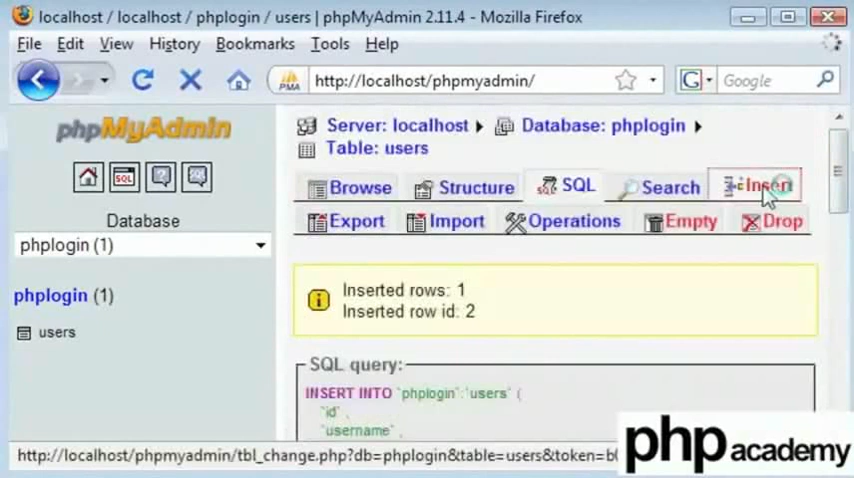 localhost / localhost / phplogin / users | phpMyAdmin 2.11.4 - Mozilla Firefox
File Edit View History Bookmarks Tools Help
PMA http://localhost/phpmyadmin/ G Google
phpMyAdmin
SQL
Database
phplogin (1)
phplogin (1)
users
Server: localhost Database: phplogin
Table: users
Browse Structure SQL Search Insert
Export Import Operations Empty Drop
Inserted rows: 1
Inserted row id: 2
SQL query:
INSERT INTO `phplogin`.`users` (
`id` ,
`username` ,
http://localhost/phpmyadmin/tbl_change.php?db=phplogin&table=users&token=b
php academy